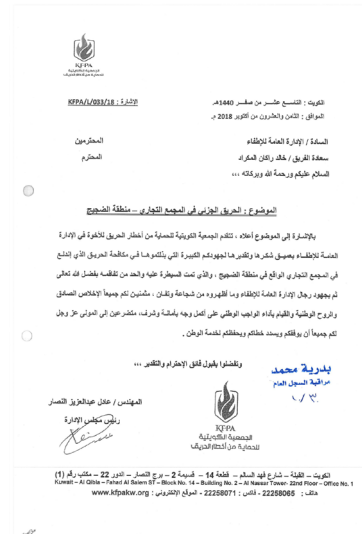 KFPA
الجمعية الكويتية
للحماية من أخطار الحريق
الكويت : التاسع عشر من صفر 1440هـ
الإشارة : KFPA/L/033/18
الموافق : الثامن والعشرون من أكتوبر 2018 م.
السادة / الإدارة العامة للإطفاء
المحترمين
سعادة الفريق / خالد راكان المكراد
المحترم
السلام عليكم ورحمة الله وبركاته ،،،
الموضوع : الحريق الجزئي في المجمع التجاري – منطقة الضجيج
بالإشارة إلى الموضوع أعلاه ، تتقدم الجمعية الكويتية للحماية من أخطار الحريق للأخوة في الإدارة
العامة للإطفاء بعميق شكرها وتقديرها لجهودكم الكبيرة التي بذلتموها في مكافحة الحريق الذي إندلع
في المجمع التجاري الواقع في منطقة الضجيج ، والذي تمت السيطرة عليه والحد من تفاقمه بفضل الله تعالى
ثم بجهود رجال الإدارة العامة للإطفاء وما أظهروه من شجاعة وتفان ، متمنين لكم جميعاً الإخلاص الصادق
والروح الوطنية والقيام بأداء الواجب الوطني على أكمل وجه بأمانة وشرف، متضرعين إلى المولى عز وجل
لكم جميعاً أن يوفقكم ويسدد خطاكم ويحفظكم لخدمة الوطن .
وتفضلوا بقبول فائق الإحترام والتقدير ،،،
بدرية محمد
مراقبة السجل العام
المهندس / عادل عبدالعزيز النصار
رئيس مجلس الإدارة
KFPA
الجمعية الكويتية
للحماية من أخطار الحريق
الكويت – القبلة – شارع فهد السالم – قطعة 14 – قسيمة 2 – برج النصار – الدور 22 – مكتب رقم (1)
Kuwait – Al Qibla – Fahad Al Salem ST – Block No. 14 – Building No. 2 – Al Nassar Tower- 22nd Floor – Office No. 1
هاتف : 22258065 - فاكس : 22258071 - الموقع الإلكتروني : www.kfpakw.org